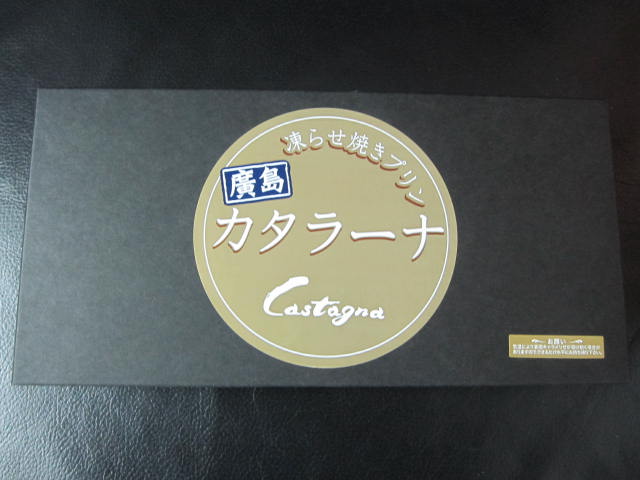 凍らせ焼きプリン
廣島
カタラーナ
Castagna
お願い